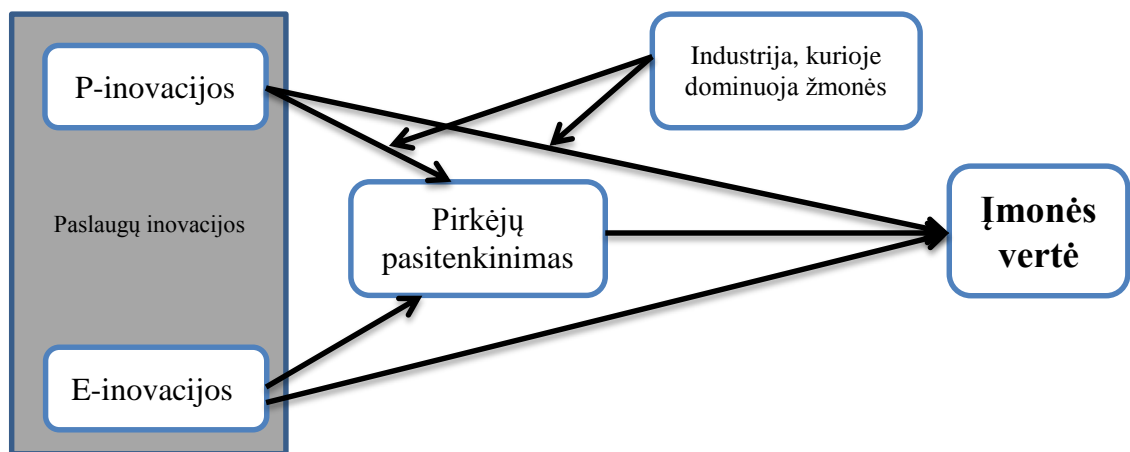 P-inovacijos
Industrija, kurioje
dominuoja žmonės
Paslaugų inovacijos
Pirkėjų
pasitenkinimas
Įmonės
vertė
E-inovacijos